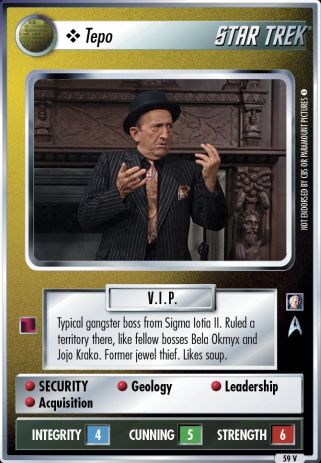 ❖ Tepo
STAR TREK
NOT ENDORSED BY CBS OR PARAMOUNT PICTURES
V.I.P.
Typical gangster boss from Sigma Iotia II. Ruled a
territory there, like fellow bosses Bela Okmyx and
Jojo Krako. Former jewel thief. Likes soup.
SECURITY Geology Leadership
Acquisition
INTEGRITY 4 CUNNING 5 STRENGTH 6
59 V